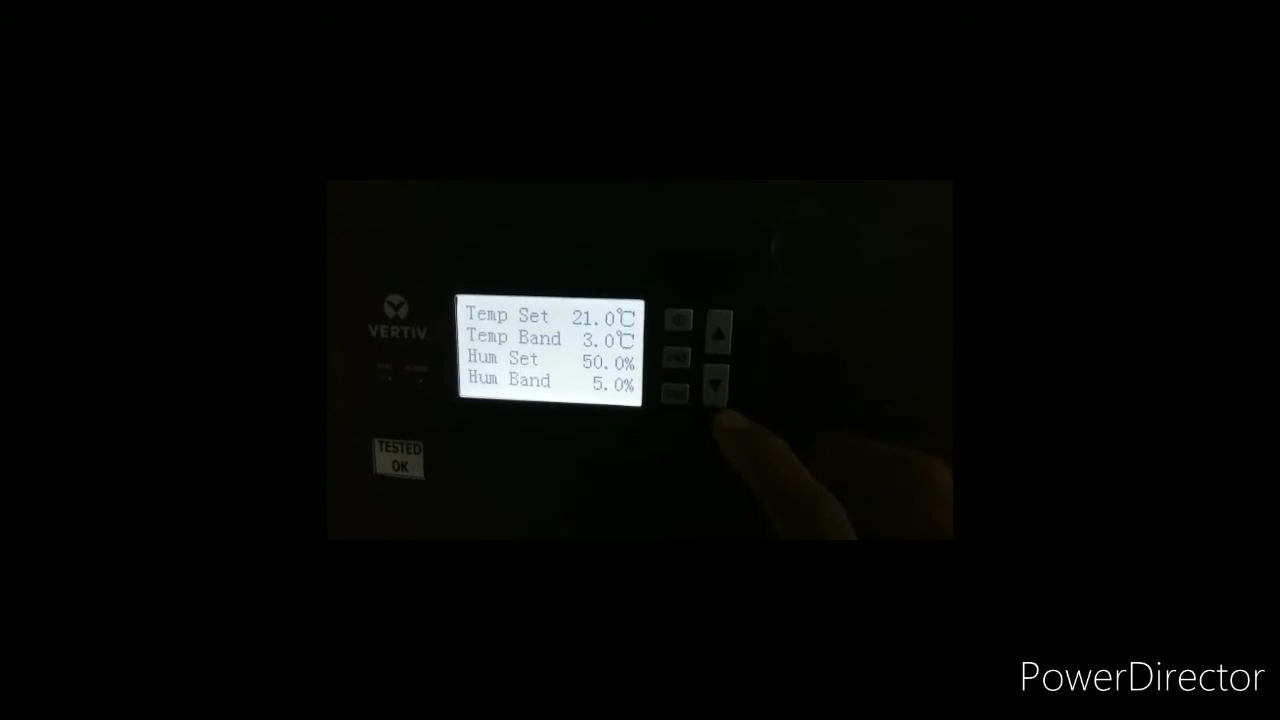 VERTIV
Temp Set 21.0℃
Temp Band 3.0℃
Hum Set 50.0%
Hum Band 5.0%
TESTED
OK
PowerDirector